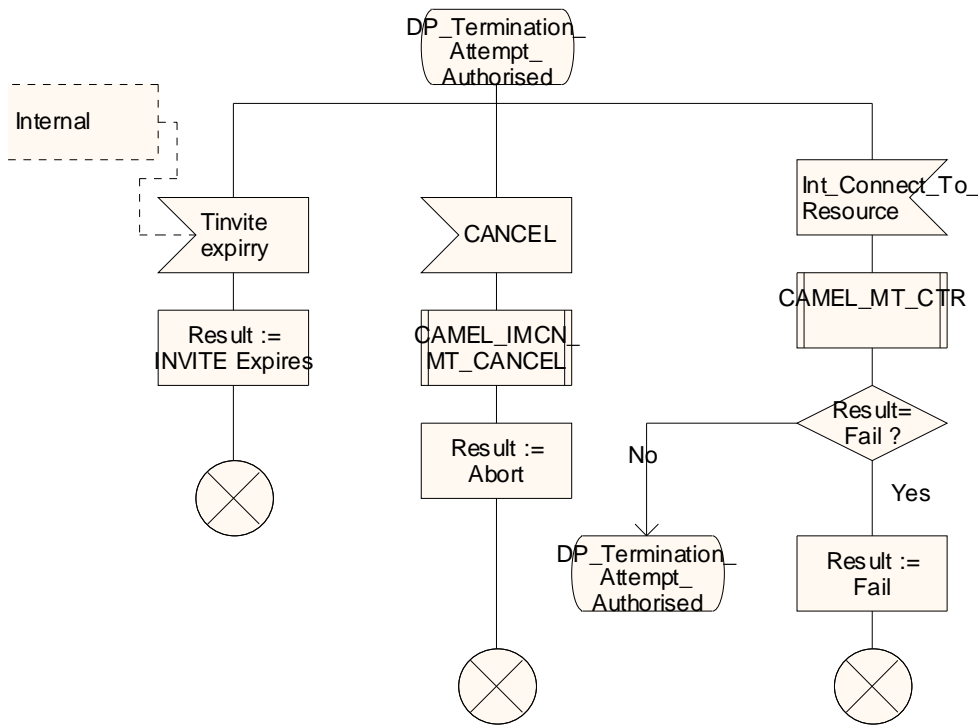 DP_Termination_
Attempt_
Authorised
Internal
Int_Connect_To_
Resource
Tinvite
expirry
CANCEL
CAMEL_MT_CTR
Result :=
INVITE Expires
CAMEL_IMCN_
MT_CANCEL
Result=
Fail ?
Result :=
Abort
No
Yes
DP_Termination_
Attempt_
Authorised
Result :=
Fail